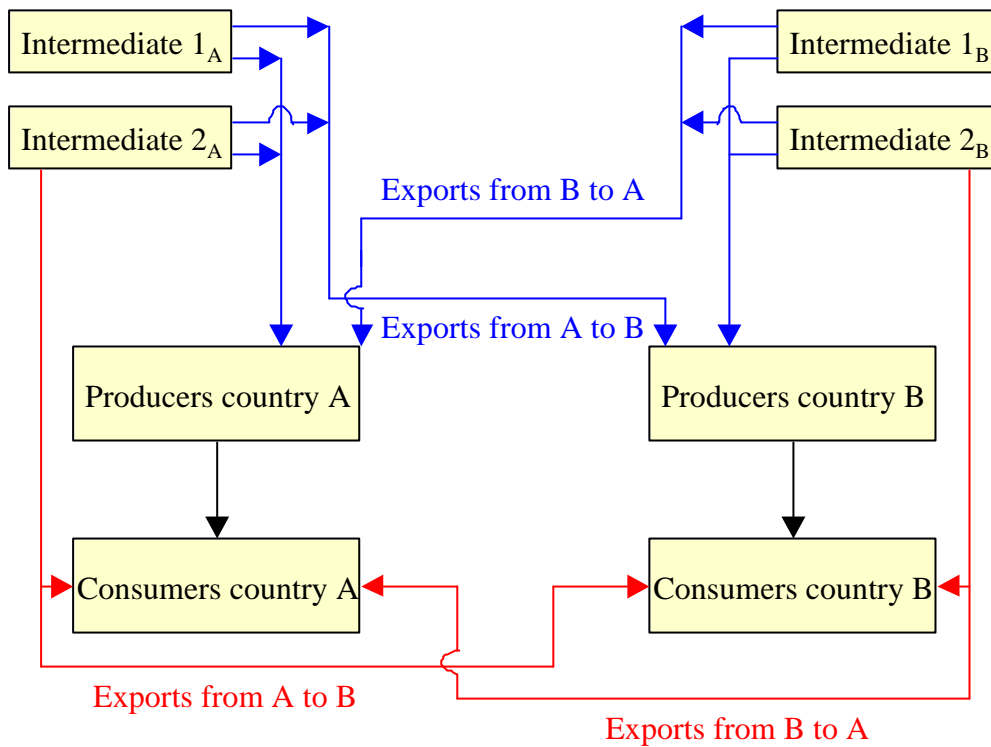 Intermediate 1A
Intermediate 1B
Intermediate 2A
Intermediate 2B
Exports from B to A
Exports from A to B
Producers country A
Producers country B
Consumers country A
Consumers country B
Exports from A to B
Exports from B to A